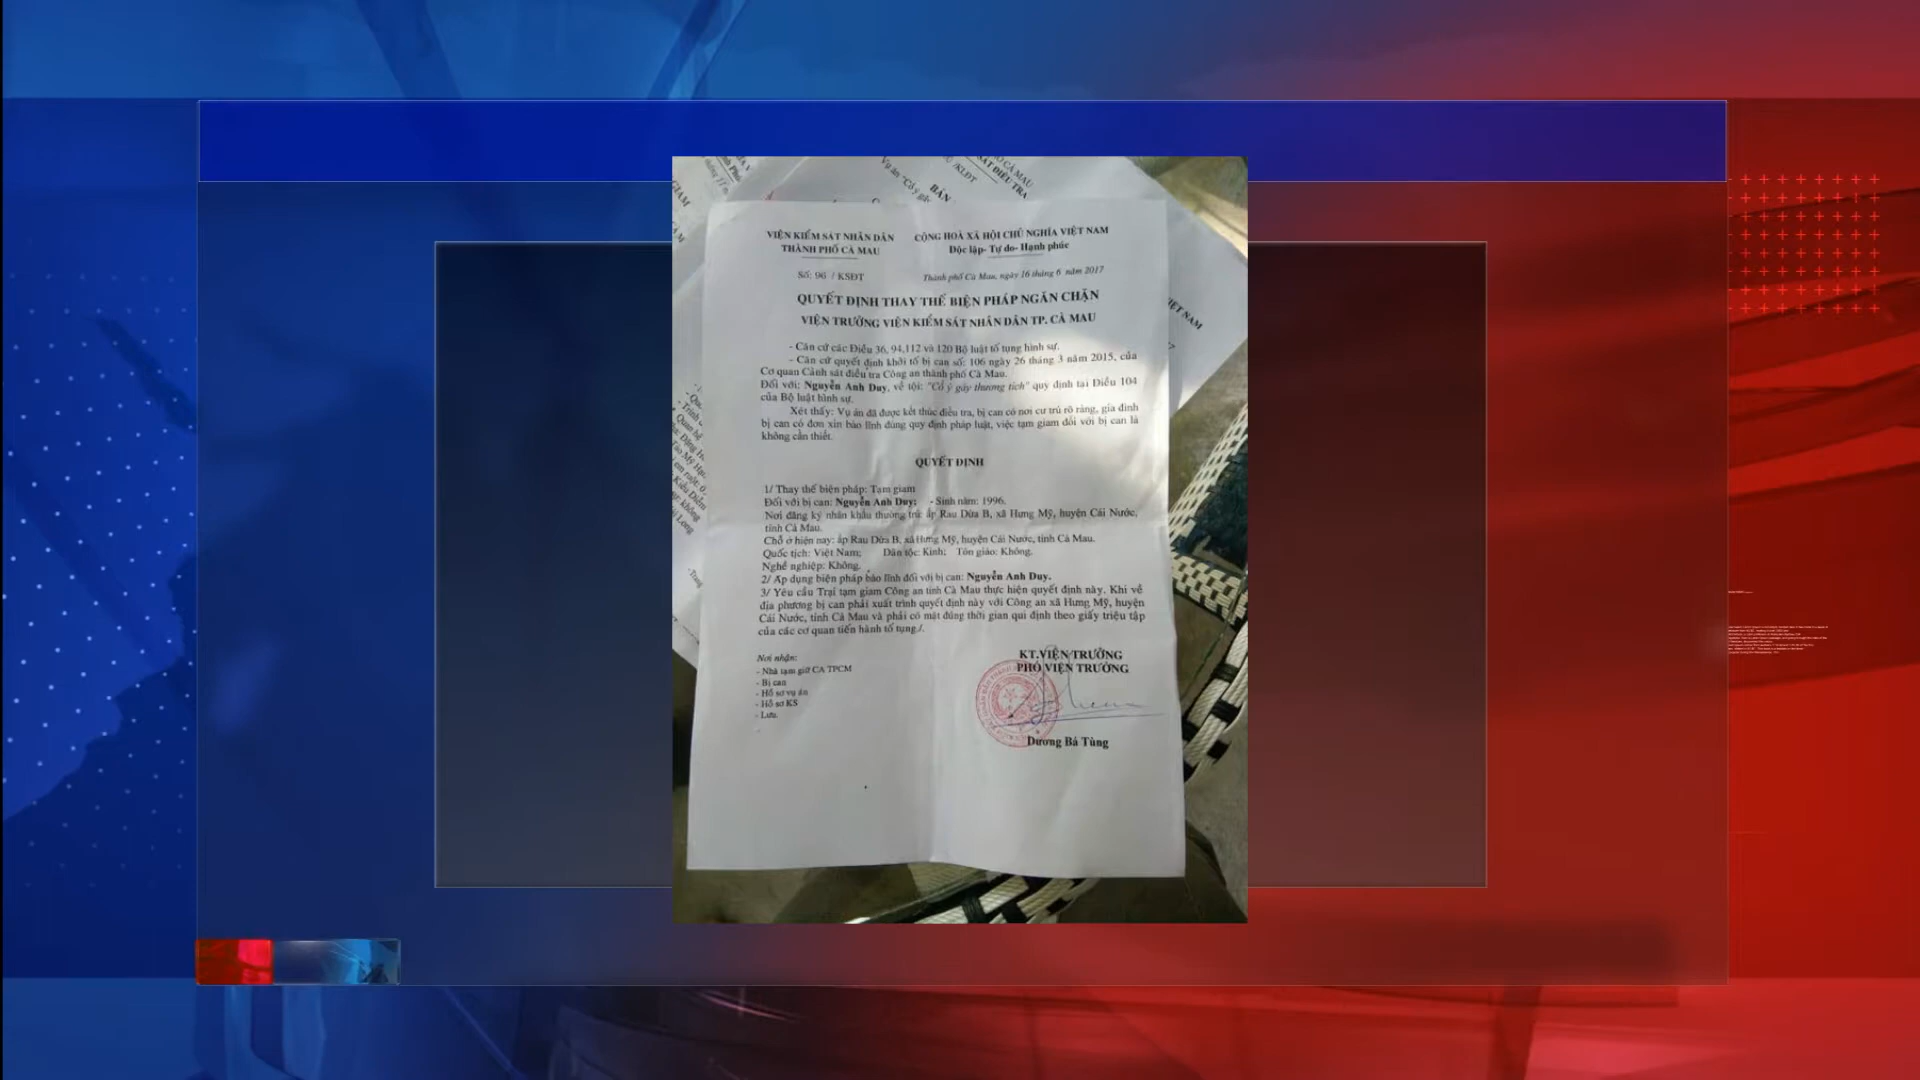 BẢN
VIỆN KIỂM SÁT NHÂN DÂN
THÀNH PHỐ CÀ MAU
CỘNG HOÀ XÃ HỘI CHỦ NGHĨA VIỆT NAM
Độc lập- Tự do- Hạnh phúc
Số: 96 / KSĐT
Thành phố Cà Mau, ngày 16 tháng 6 năm 2017
QUYẾT ĐỊNH THAY THẾ BIỆN PHÁP NGĂN CHẶN
VIỆN TRƯỞNG VIỆN KIỂM SÁT NHÂN DÂN TP. CÀ MAU
- Căn cứ các Điều 36, 94,112 và 120 Bộ luật tố tụng hình sự.
- Căn cứ quyết định khởi tố bị can số: 106 ngày 26 tháng 3 năm 2015, của
Cơ quan Cảnh sát điều tra Công an thành phố Cà Mau.
Đối với: Nguyễn Anh Duy, về tội: "Cố ý gây thương tích" quy định tại Điều 104
của Bộ luật hình sự.
Xét thấy: Vụ án đã được kết thúc điều tra, bị can có nơi cư trú rõ ràng, gia đình
bị can có đơn xin bảo lĩnh đúng quy định pháp luật, việc tạm giam đối với bị can là
không cần thiết.
QUYẾT ĐỊNH
1/ Thay thế biện pháp: Tạm giam
Đối với bị can: Nguyễn Anh Duy; - Sinh năm: 1996.
Nơi đăng ký nhân khẩu thường trú: ấp Rau Dừa B, xã Hưng Mỹ, huyện Cái Nước,
tỉnh Cà Mau.
Chỗ ở hiện nay: ấp Rau Dừa B, xã Hưng Mỹ, huyện Cái Nước, tỉnh Cà Mau.
Quốc tịch: Việt Nam; Dân tộc: Kinh; Tôn giáo: Không.
Nghề nghiệp: Không.
2/ Áp dụng biện pháp bảo lĩnh đối với bị can: Nguyễn Anh Duy.
3/ Yêu cầu Trại tạm giam Công an tỉnh Cà Mau thực hiện quyết định này. Khi về
địa phương bị can phải xuất trình quyết định này với Công an xã Hưng Mỹ, huyện
Cái Nước, tỉnh Cà Mau và phải có mặt đúng thời gian qui định theo giấy triệu tập
của các cơ quan tiến hành tố tụng./.
Nơi nhận:
- Nhà tạm giữ CA TPCM
- Bị can
- Hồ sơ vụ án
- Hồ sơ KS
- Lưu.
KT.VIỆN TRƯỞNG
PHÓ VIỆN TRƯỞNG
Dương Bá Tùng